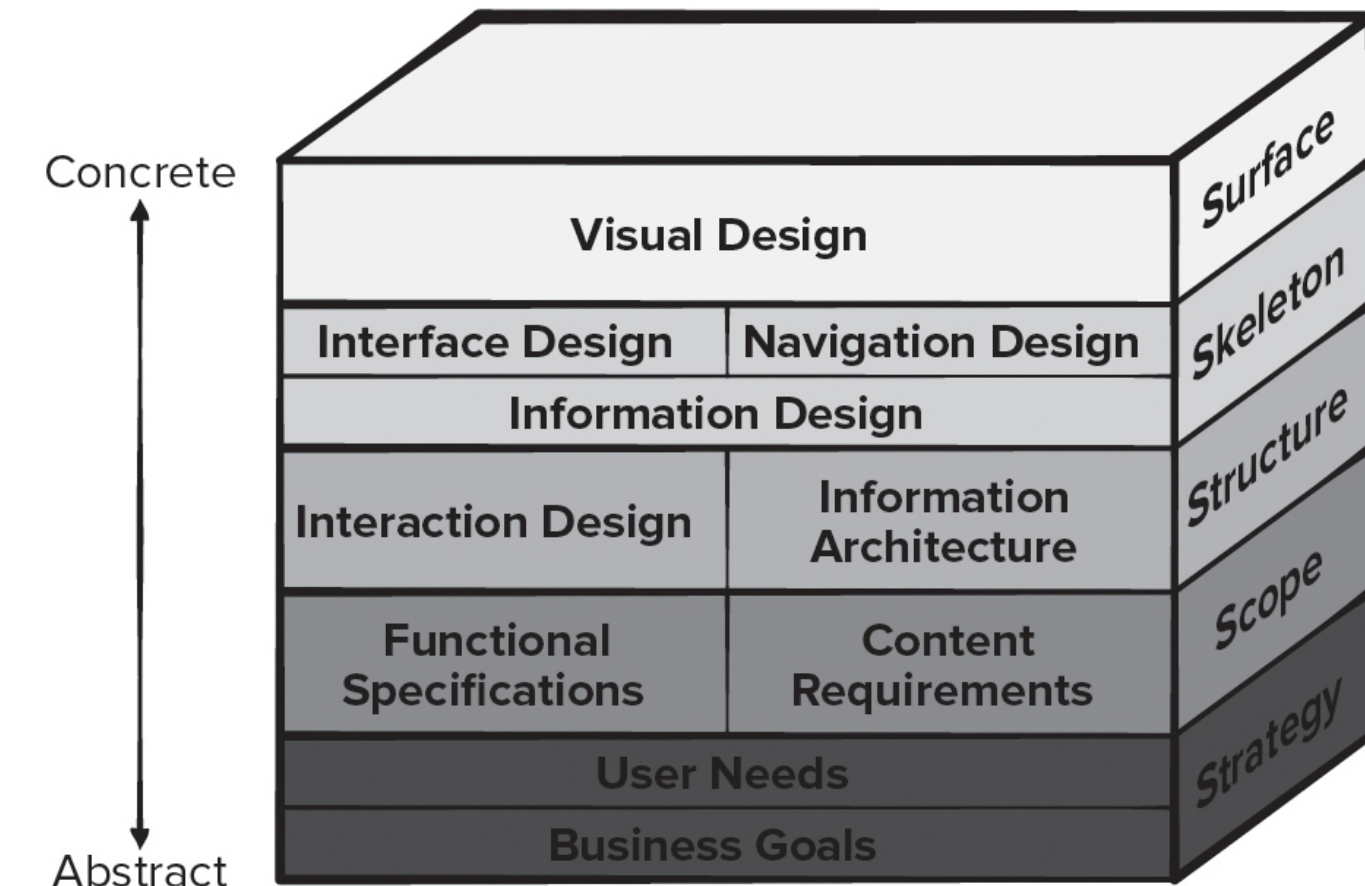 Concrete
Visual Design
Surface
Interface Design
Navigation Design
Skeleton
Information Design
Interaction Design
Information
Architecture
Structure
Functional
Specifications
Content
Requirements
Scope
User Needs
Business Goals
Strategy
Abstract